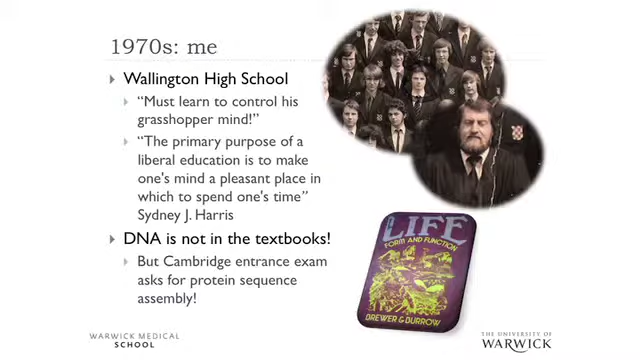 1970s: me
Wallington High School
“Must learn to control his
grasshopper mind!”
“The primary purpose of a
liberal education is to make
one's mind a pleasant place in
which to spend one's time”
Sydney J. Harris
DNA is not in the textbooks!
But Cambridge entrance exam
asks for protein sequence
assembly!
LIFE
FORM AND FUNCTION
BREWER & BURROW
WARWICK MEDICAL
SCHOOL
THE UNIVERSITY OF
WARWICK